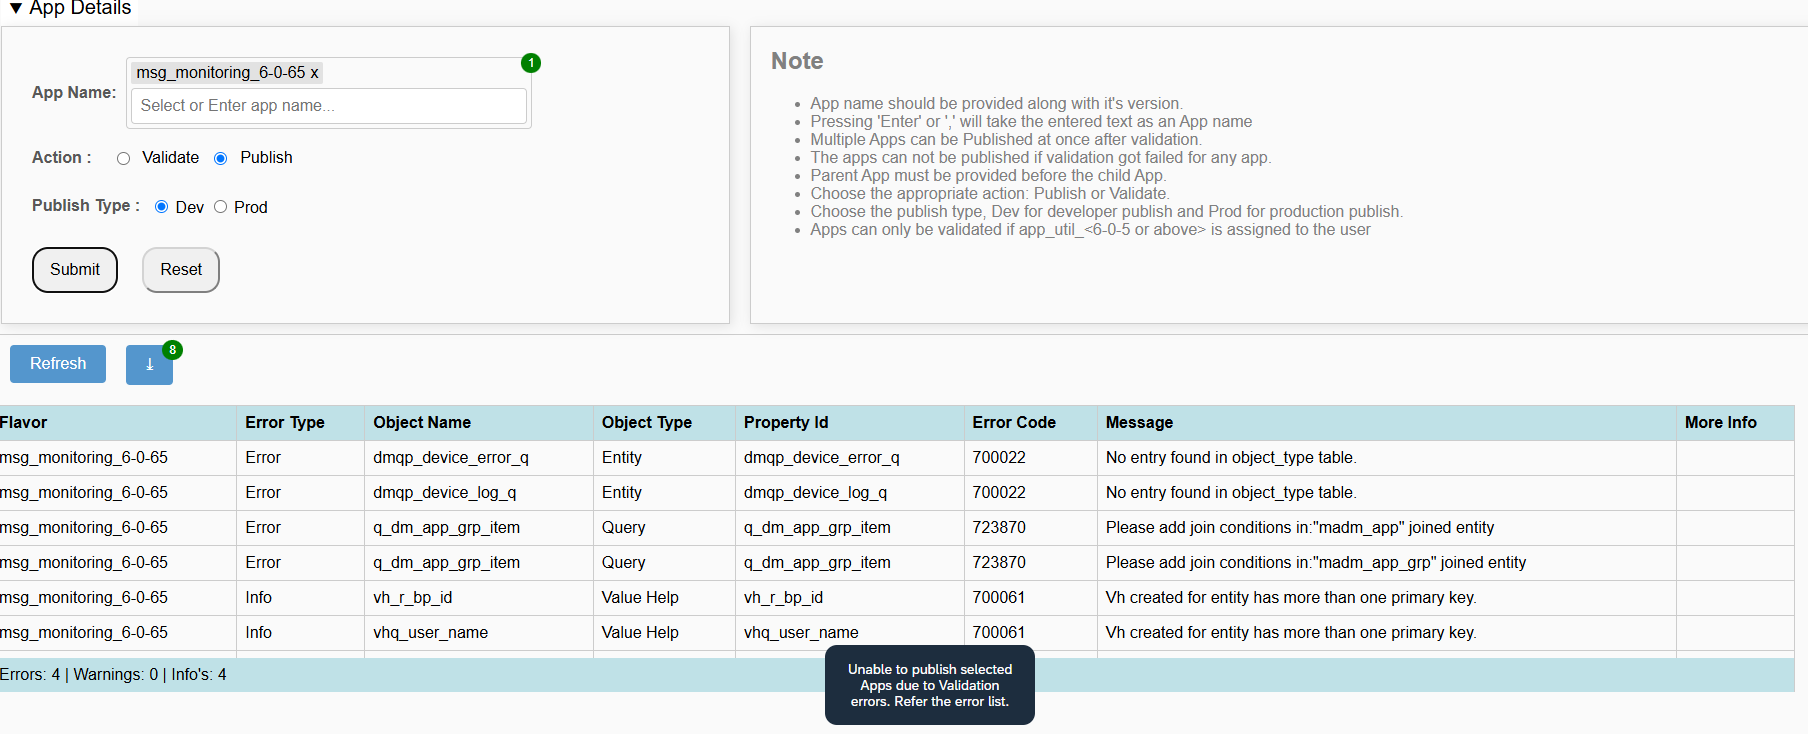 ▼ App Details
App Name:
msg_monitoring_6-0-65 x
1
Select or Enter app name...
Action :
Validate
Publish
Publish Type :
Dev
Prod
Submit
Reset
Note
• App name should be provided along with it's version.
• Pressing 'Enter' or ',' will take the entered text as an App name
• Multiple Apps can be Published at once after validation.
• The apps can not be published if validation got failed for any app.
• Parent App must be provided before the child App.
• Choose the appropriate action: Publish or Validate.
• Choose the publish type, Dev for developer publish and Prod for production publish.
• Apps can only be validated if app_util_<6-0-5 or above> is assigned to the user
Refresh
8
Flavor Error Type Object Name Object Type Property Id Error Code Message More Info
msg_monitoring_6-0-65 Error dmqp_device_error_q Entity dmqp_device_error_q 700022 No entry found in object_type table.
msg_monitoring_6-0-65 Error dmqp_device_log_q Entity dmqp_device_log_q 700022 No entry found in object_type table.
msg_monitoring_6-0-65 Error q_dm_app_grp_item Query q_dm_app_grp_item 723870 Please add join conditions in:"madm_app" joined entity
msg_monitoring_6-0-65 Error q_dm_app_grp_item Query q_dm_app_grp_item 723870 Please add join conditions in:"madm_app_grp" joined entity
msg_monitoring_6-0-65 Info vh_r_bp_id Value Help vh_r_bp_id 700061 Vh created for entity has more than one primary key.
msg_monitoring_6-0-65 Info vhq_user_name Value Help vhq_user_name 700061 Vh created for entity has more than one primary key.
Errors: 4 | Warnings: 0 | Info's: 4
Unable to publish selected
Apps due to Validation
errors. Refer the error list.